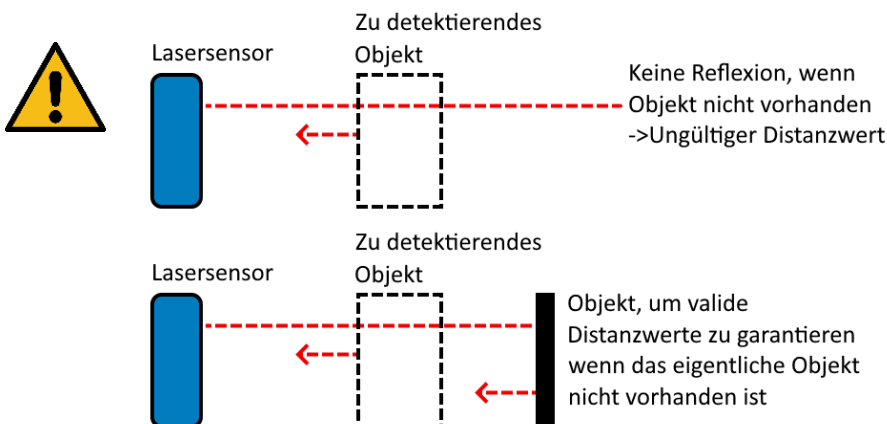 Zu detektierendes
Lasersensor
Objekt
Keine Reflexion, wenn
Objekt nicht vorhanden
->Ungültiger Distanzwert
Zu detektierendes
Lasersensor
Objekt
Objekt, um valide
Distanzwerte zu garantieren
wenn das eigentliche Objekt
nicht vorhanden ist